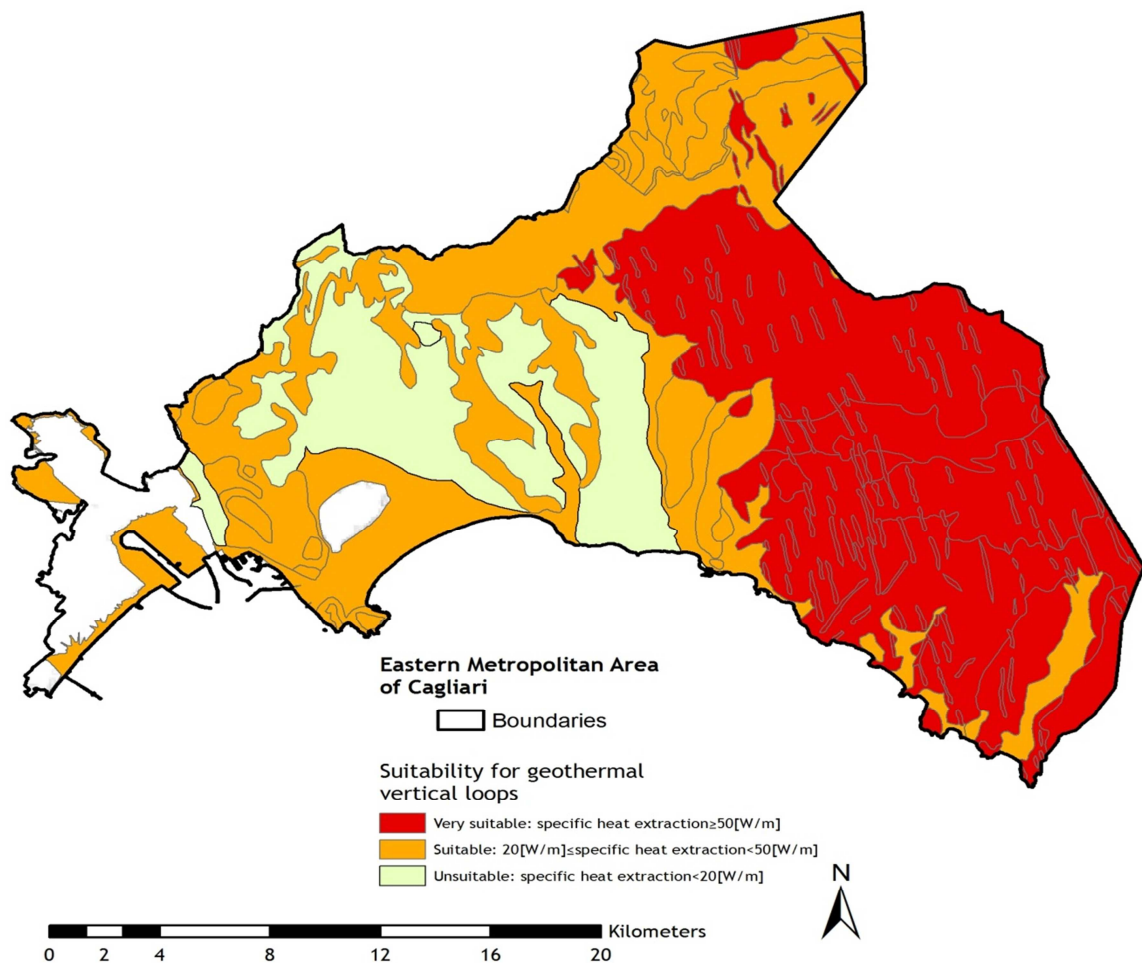 Eastern Metropolitan Area
of Cagliari
Boundaries
Suitability for geothermal
vertical loops
Very suitable: specific heat extraction≥50[W/m]
Suitable: 20[W/m]≤specific heat extraction<50[W/m]
Unsuitable: specific heat extraction<20[W/m]
N
Kilometers
0 2 4 8 12 16 20